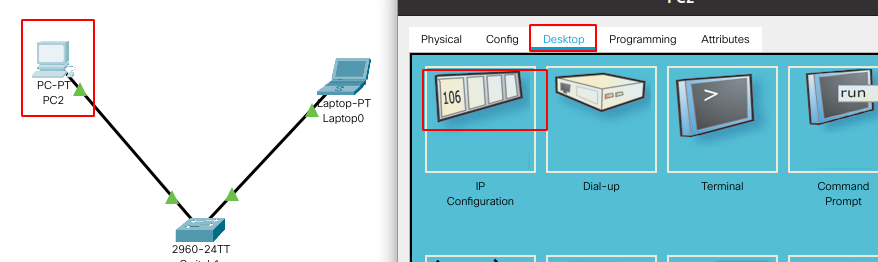 PC-PT
PC2
Laptop-PT
Laptop0
2960-24TT
PC2
Physical
Config
Desktop
Programming
Attributes
106
>
run
IP
Configuration
Dial-up
Terminal
Command
Prompt